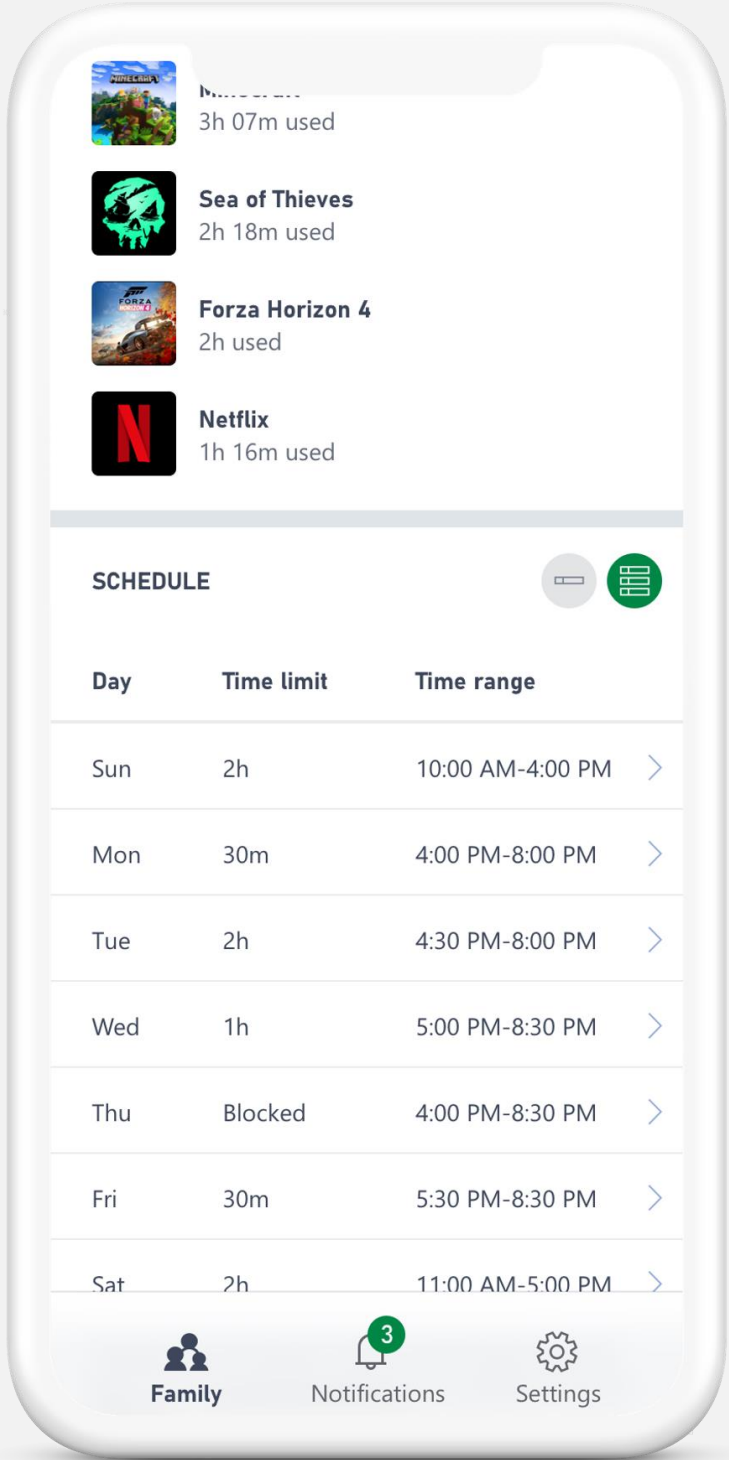 MINECRAFT
3h 07m used
Sea of Thieves
2h 18m used
FORZA
HORIZON 4
Forza Horizon 4
2h used
N
Netflix
1h 16m used
SCHEDULE
Day Time limit Time range
Sun 2h 10:00 AM-4:00 PM
Mon 30m 4:00 PM-8:00 PM
Tue 2h 4:30 PM-8:00 PM
Wed 1h 5:00 PM-8:30 PM
Thu Blocked 4:00 PM-8:30 PM
Fri 30m 5:30 PM-8:30 PM
Sat 2h 11:00 AM-5:00 PM
3
Family Notifications Settings